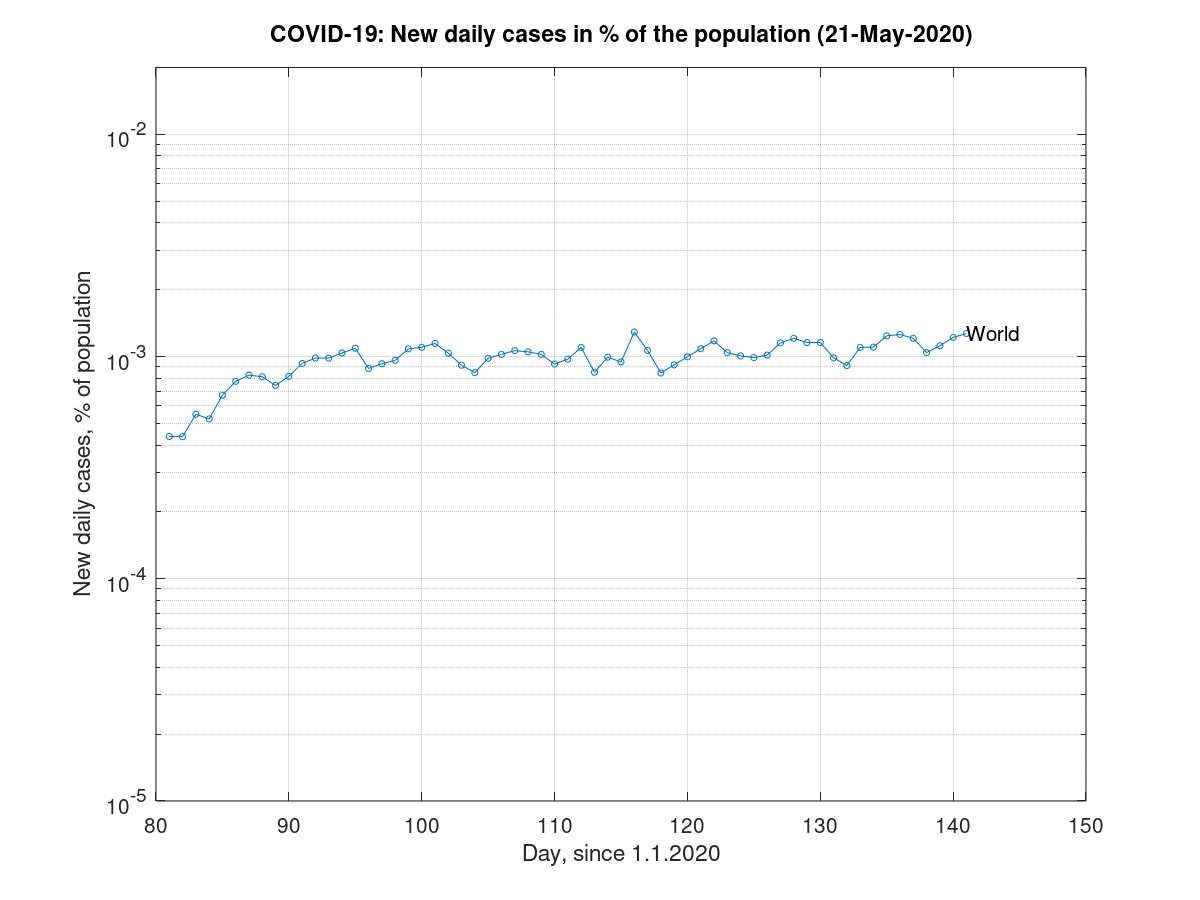 COVID-19: New daily cases in % of the population (21-May-2020)
New daily cases, % of population
10^-2
10^-3
10^-4
10^-5
World
80 90 100 110 120 130 140 150
Day, since 1.1.2020